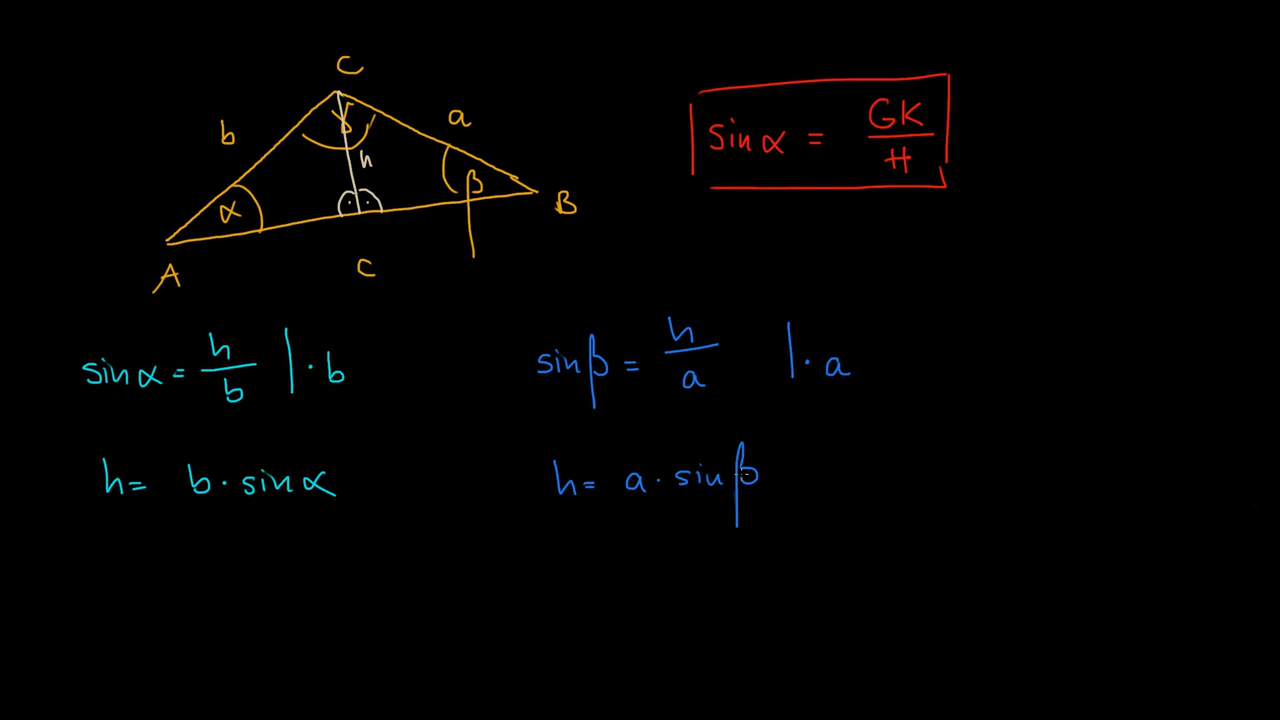 C
b
a
γ
h
α
β
B
A
c
sin α = GK/H
sin α = h/b | · b
sin β = h/a | · a
h = b · sin α
h = a · sin β